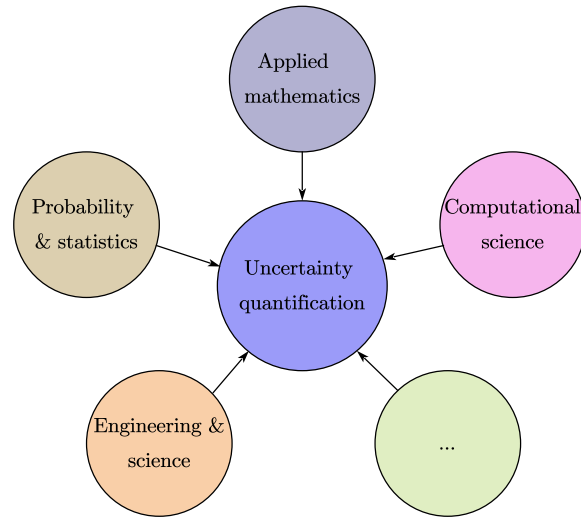 Applied
mathematics
Probability
& statistics
Computational
science
Uncertainty
quantification
Engineering &
science
...